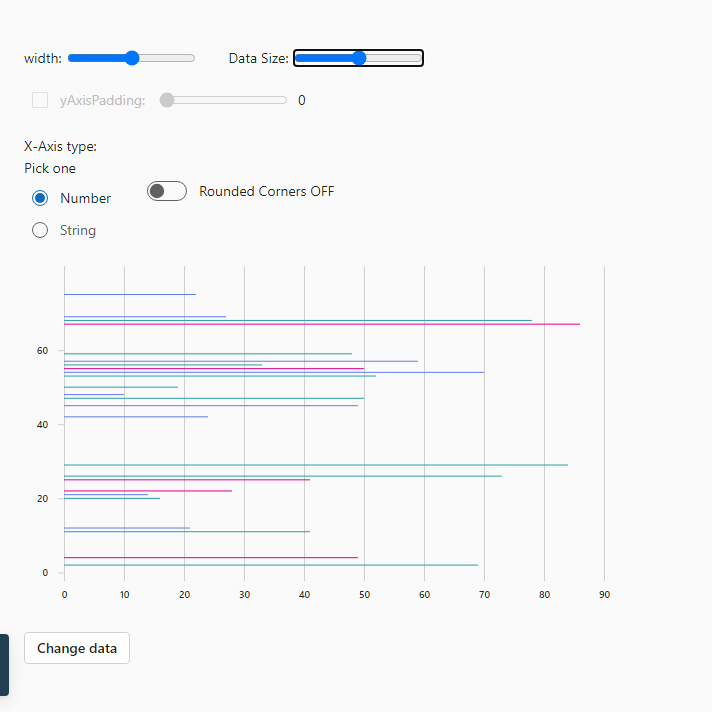 width: Data Size:
yAxisPadding: 0
X-Axis type:
Pick one
Number
Rounded Corners OFF
String
60
40
20
0
0 10 20 30 40 50 60 70 80 90
Change data